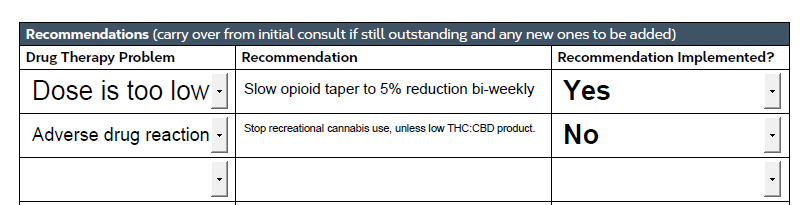 Recommendations (carry over from initial consult if still outstanding and any new ones to be added)
Drug Therapy Problem Recommendation Recommendation Implemented?
Dose is too low Slow opioid taper to 5% reduction bi-weekly Yes
Adverse drug reaction Stop recreational cannabis use, unless low THC:CBD product. No